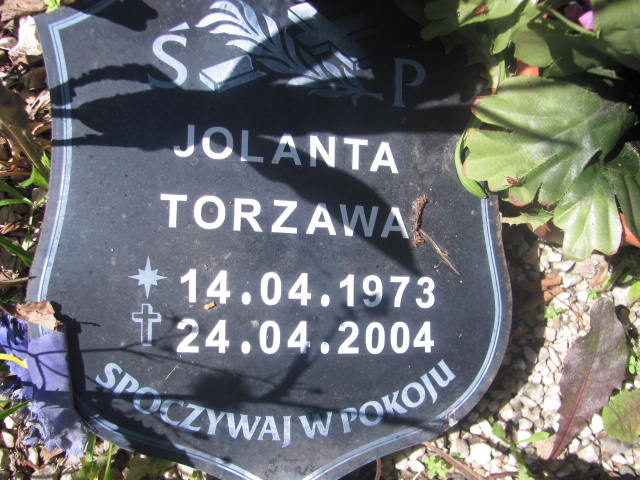 Ś P
JOLANTA
TORZAWA
14.04.1973
24.04.2004
SPOCZYWAJ W POKOJU